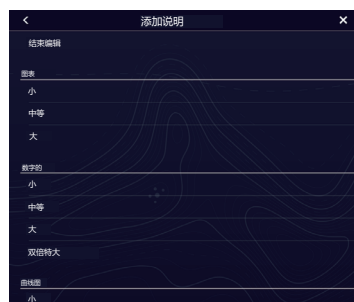 添加说明
结束编辑
图表
小
中等
大
数字的
小
中等
大
双倍特大
曲线图
小